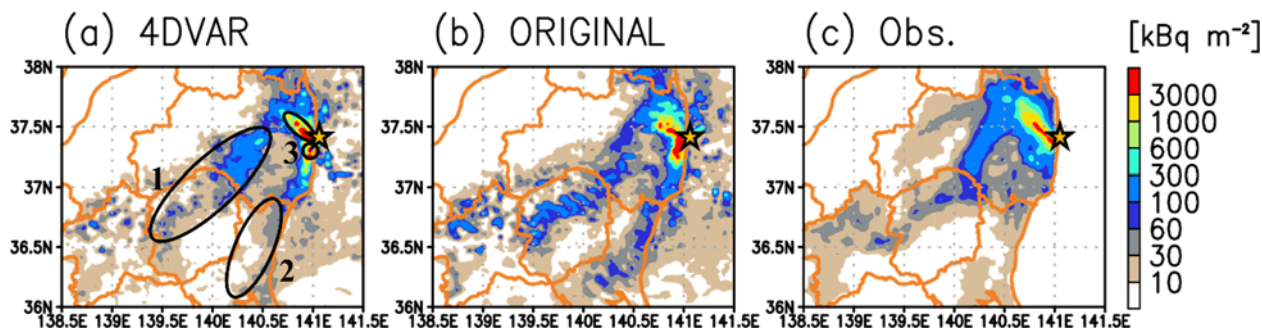 (a) 4DVAR
(b) ORIGINAL
(c) Obs.
[kBq m⁻²]
38N
37.5N
37N
36.5N
36N
138.5E 139E 139.5E 140E 140.5E 141E 141.5E
1
2
3
38N
37.5N
37N
36.5N
36N
138.5E 139E 139.5E 140E 140.5E 141E 141.5E
38N
37.5N
37N
36.5N
36N
138.5E 139E 139.5E 140E 140.5E 141E 141.5E
3000
1000
600
300
100
60
30
10